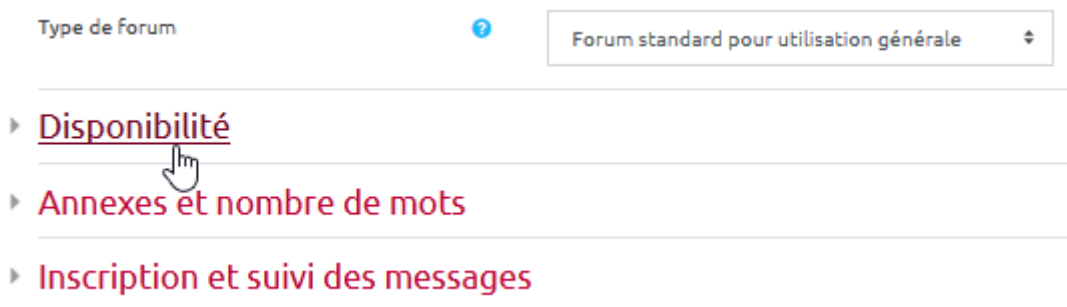 Type de forum
Forum standard pour utilisation générale
Disponibilité
Annexes et nombre de mots
Inscription et suivi des messages